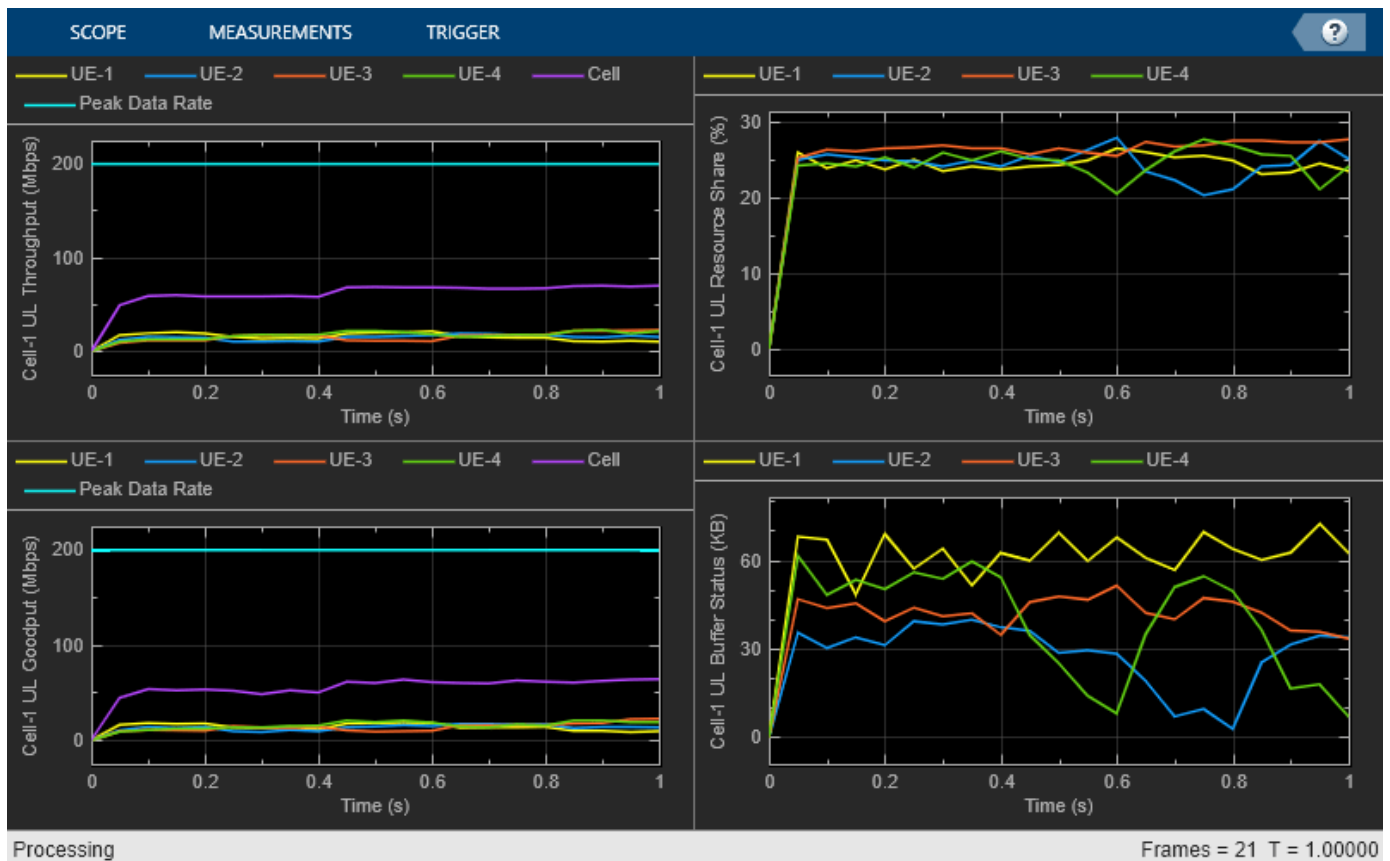 SCOPE MEASUREMENTS TRIGGER ?
UE-1 UE-2 UE-3 UE-4 Cell
Peak Data Rate
Cell-1 UL Throughput (Mbps)
200
100
0
0 0.2 0.4 0.6 0.8 1
Time (s)
UE-1 UE-2 UE-3 UE-4
Cell-1 UL Resource Share (%)
30
20
10
0
0 0.2 0.4 0.6 0.8 1
Time (s)
UE-1 UE-2 UE-3 UE-4 Cell
Peak Data Rate
Cell-1 UL Goodput (Mbps)
200
100
0
0 0.2 0.4 0.6 0.8 1
Time (s)
UE-1 UE-2 UE-3 UE-4
Cell-1 UL Buffer Status (KB)
60
30
0
0 0.2 0.4 0.6 0.8 1
Time (s)
Processing Frames = 21 T = 1.00000